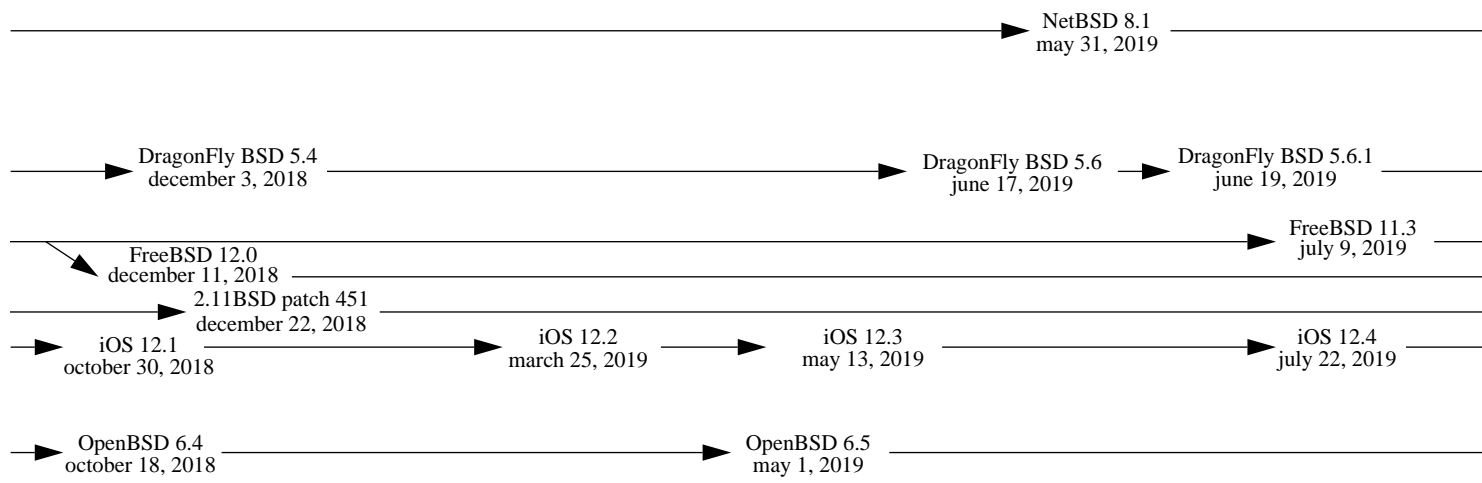 NetBSD 8.1
may 31, 2019
DragonFly BSD 5.4
december 3, 2018
DragonFly BSD 5.6
june 17, 2019
DragonFly BSD 5.6.1
june 19, 2019
FreeBSD 11.3
july 9, 2019
FreeBSD 12.0
december 11, 2018
2.11BSD patch 451
december 22, 2018
iOS 12.1
october 30, 2018
iOS 12.2
march 25, 2019
iOS 12.3
may 13, 2019
iOS 12.4
july 22, 2019
OpenBSD 6.4
october 18, 2018
OpenBSD 6.5
may 1, 2019